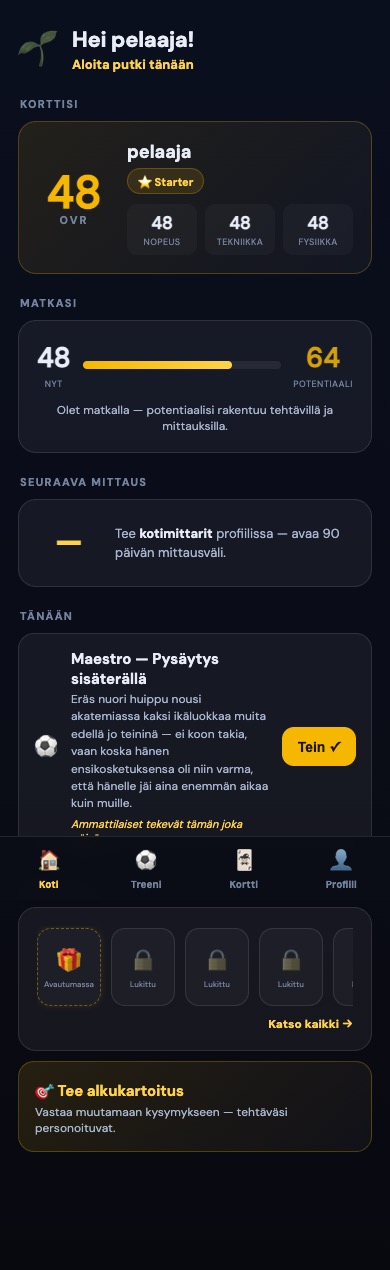 Hei pelaaja!
Aloita putki tänään
KORTTISI
48
OVR
pelaaja
⭐ Starter
48
NOPEUS
48
TEKNIIKKA
48
FYSIIKKA
MATKASI
48
NYT
64
POTENTIAALI
Olet matkalla — potentiaalisi rakentuu tehtävillä ja
mittauksilla.
SEURAAVA MITTAUS
—
Tee kotimittarit profiilissa — avaa 90
päivän mittausväli.
TÄNÄÄN
Maestro — Pysäytys
sisäterällä
Eräs nuori huippu nousi
akatemiassa kaksi ikäluokkaa muita
edellä jo teininä — ei koon takia,
vaan koska hänen
ensikosketuksensa oli niin varma,
että hänelle jäi aina enemmän aikaa
kuin muille.
Ammattilaiset tekevät tämän joka
Tein ✓
Koti
Treeni
Kortti
Profiili
Avautumassa
Lukittu
Lukittu
Lukittu
Katso kaikki →
🎯 Tee alkukartoitus
Vastaa muutamaan kysymykseen — tehtäväsi
personoituvat.